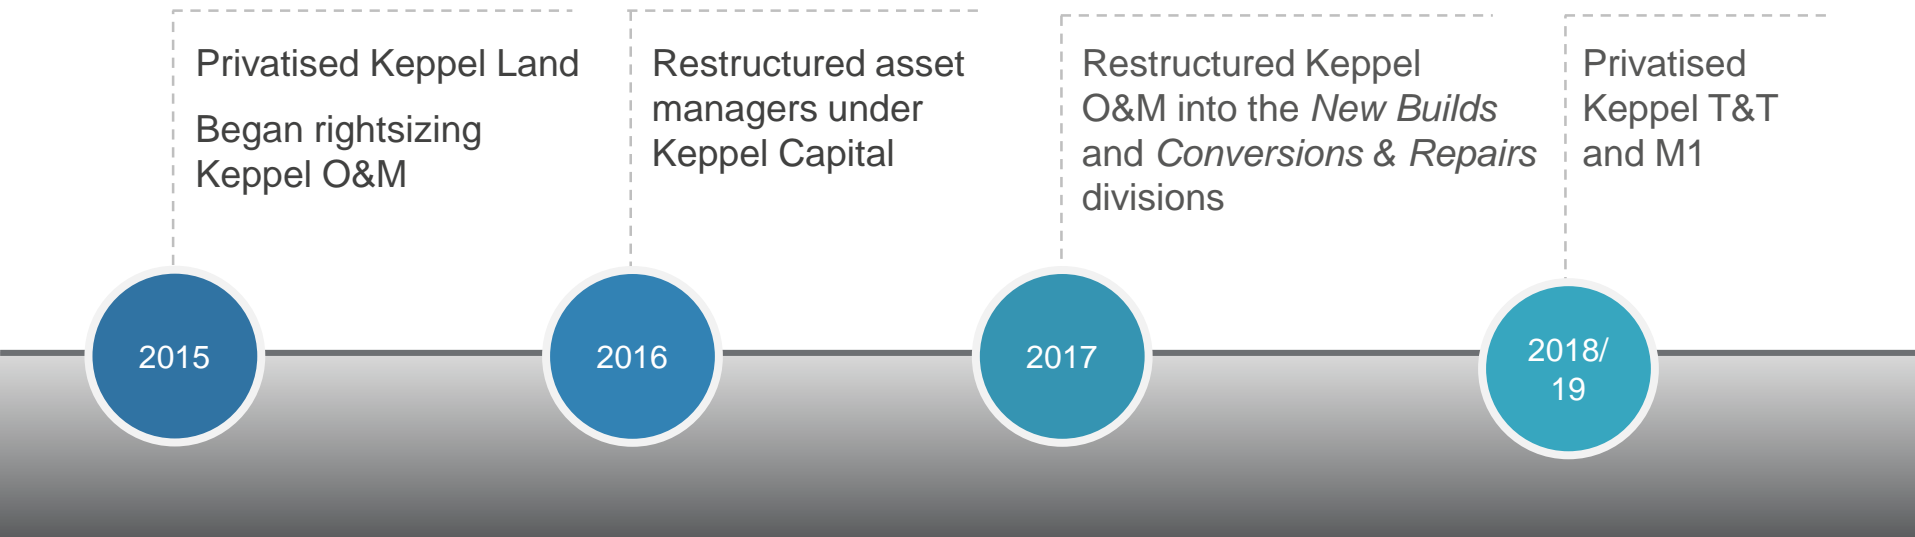 Privatised Keppel Land
Began rightsizing
Keppel O&M
Restructured asset
managers under
Keppel Capital
Restructured Keppel
O&M into the New Builds
and Conversions & Repairs
divisions
Privatised
Keppel T&T
and M1
2015
2016
2017
2018/
19